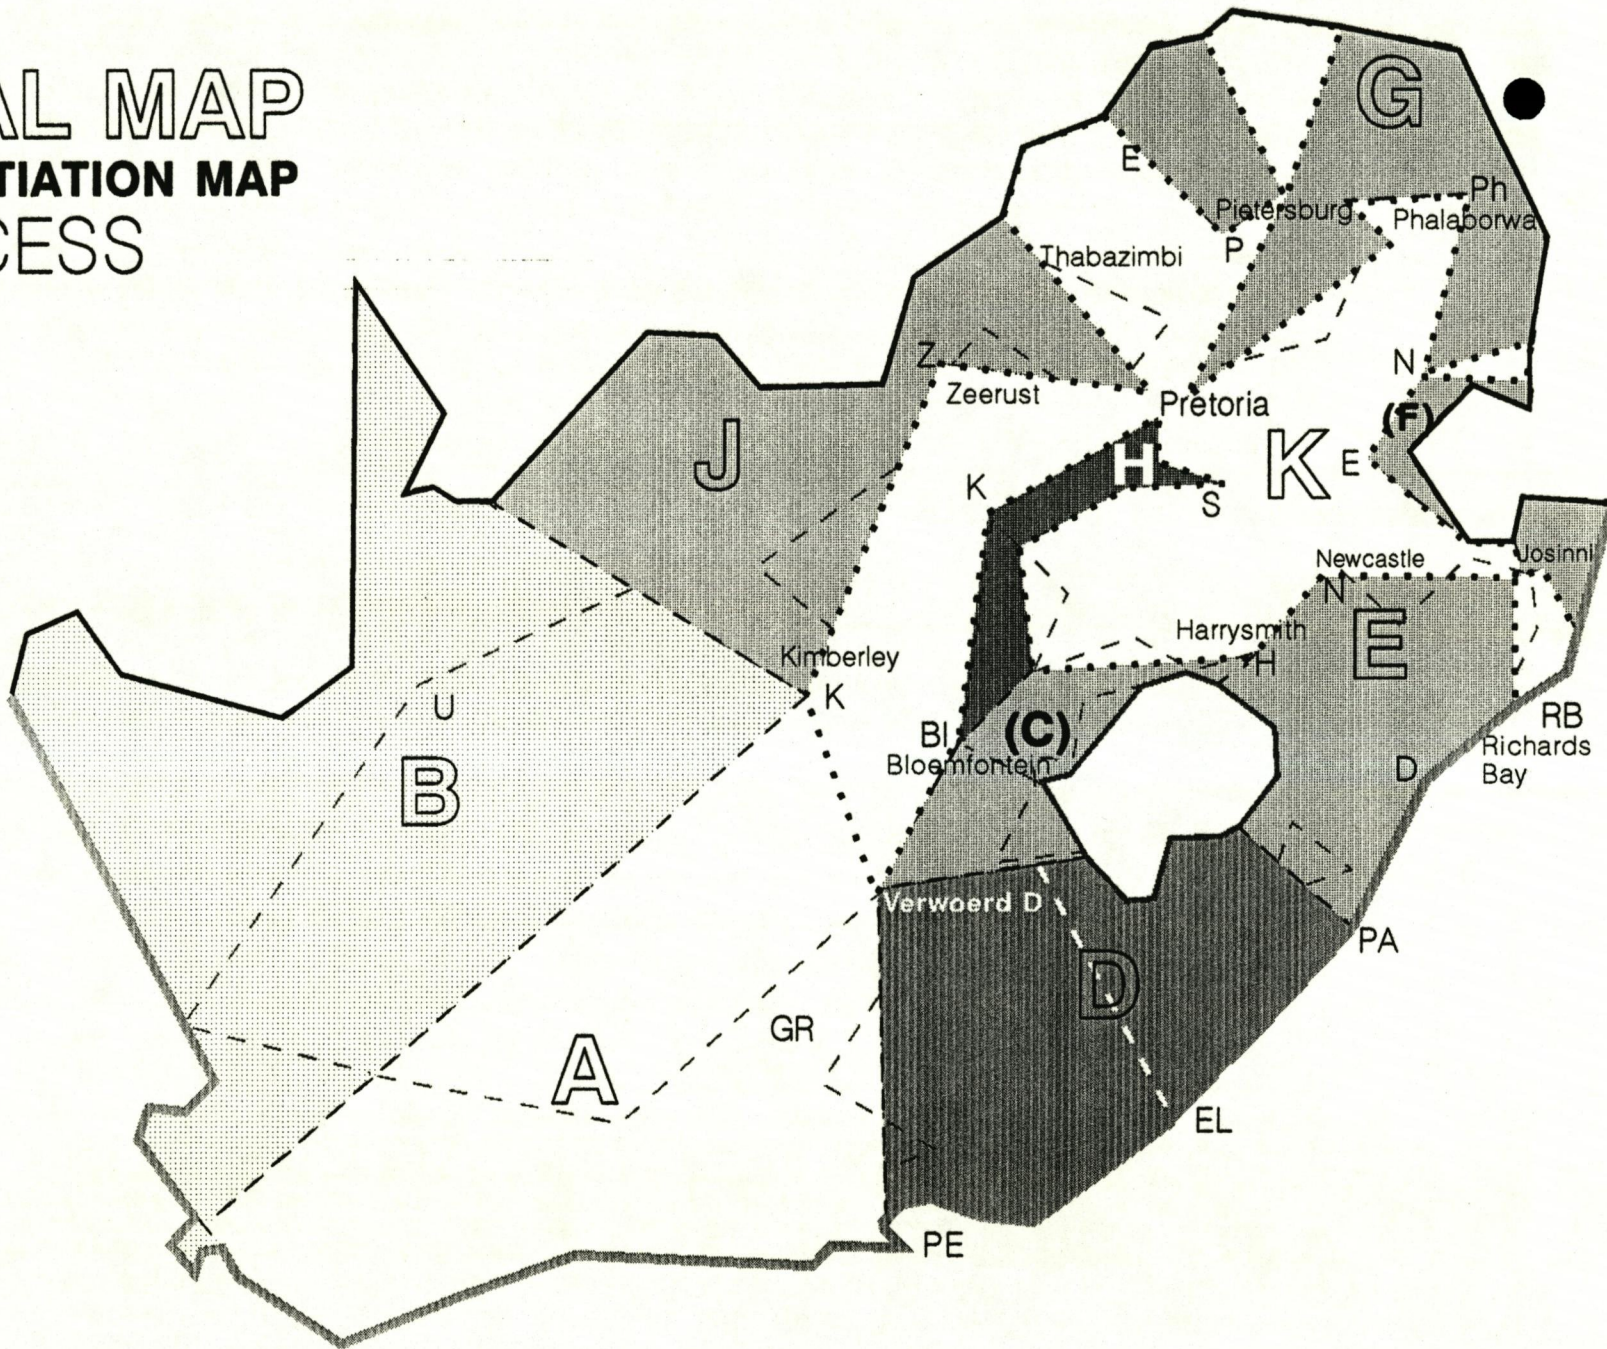 AL MAP
TIATION MAP
CESS
G
E
Ph
Pietersburg
Phalaborwa
P
Thabazimbi
Z
Zeerust
N
Pretoria
(F)
J
H
K
E
K
S
Newcastle
Josinni
N
Harrysmith
E
H
Kimberley
K
U
RB
Bl
(C)
Richards
Bay
Bloemfontein
D
B
Verwoerd D
PA
D
GR
A
EL
PE